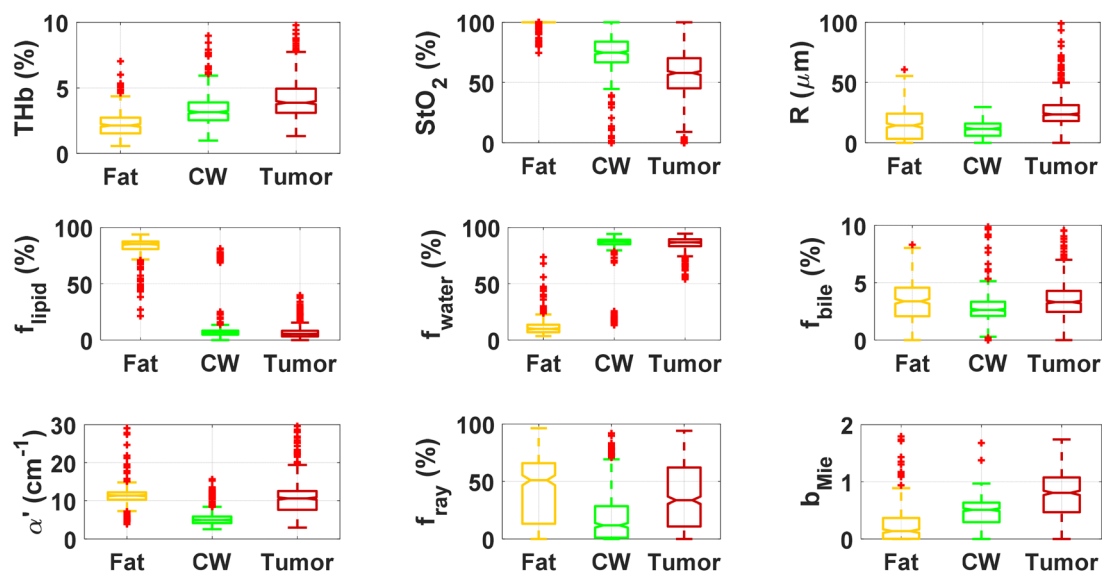 THb (%)
10
5
0
Fat CW Tumor
StO2 (%)
100
50
0
Fat CW Tumor
R (μm)
100
50
0
Fat CW Tumor
flipid (%)
100
50
0
Fat CW Tumor
fwater (%)
100
50
0
Fat CW Tumor
fbile (%)
10
5
0
Fat CW Tumor
α' (cm-1)
30
20
10
0
Fat CW Tumor
fray (%)
100
50
0
Fat CW Tumor
bMie
2
1
0
Fat CW Tumor